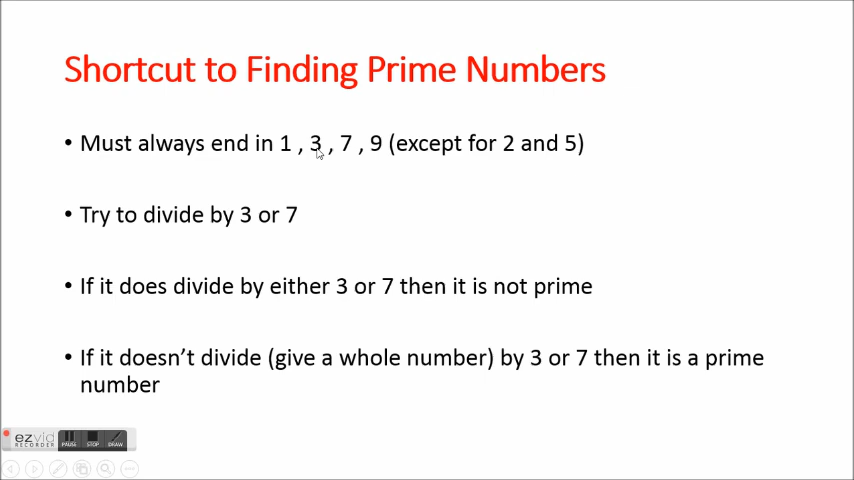 Shortcut to Finding Prime Numbers
• Must always end in 1 , 3 , 7 , 9 (except for 2 and 5)
• Try to divide by 3 or 7
• If it does divide by either 3 or 7 then it is not prime
• If it doesn’t divide (give a whole number) by 3 or 7 then it is a prime
number
ezvid
RECORDER
PAUSE STOP DRAW